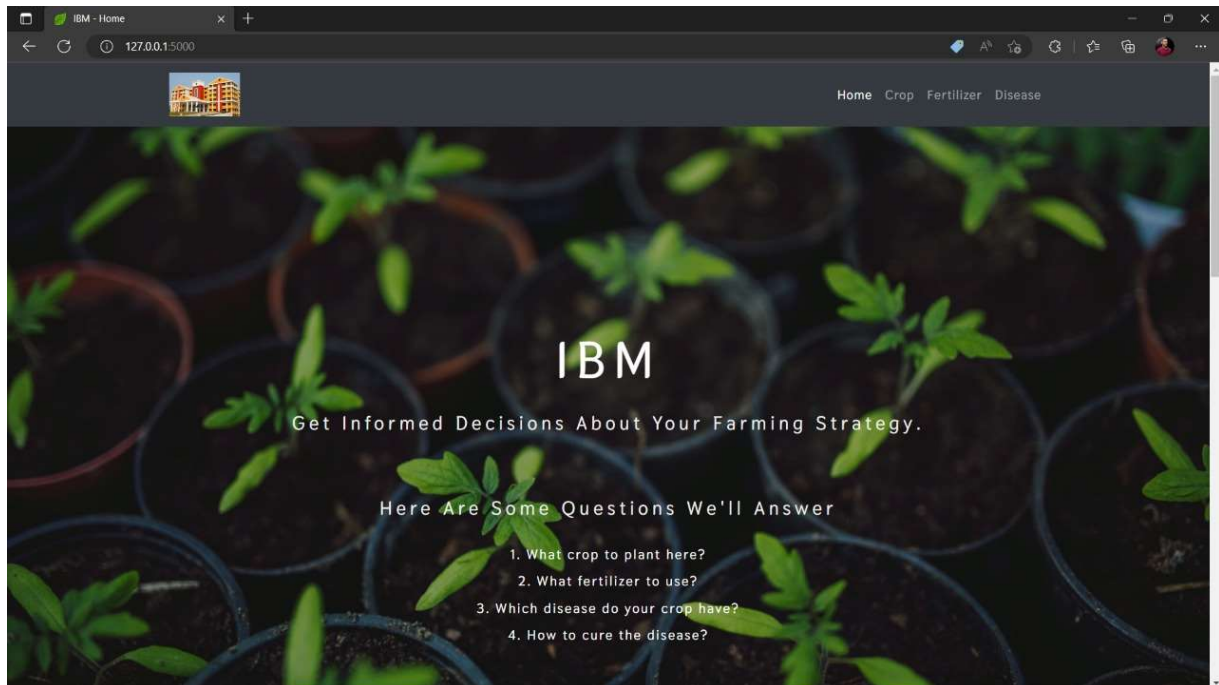 IBM - Home
127.0.0.1:5000
Home Crop Fertilizer Disease
IBM
Get Informed Decisions About Your Farming Strategy.
Here Are Some Questions We'll Answer
1. What crop to plant here?
2. What fertilizer to use?
3. Which disease do your crop have?
4. How to cure the disease?